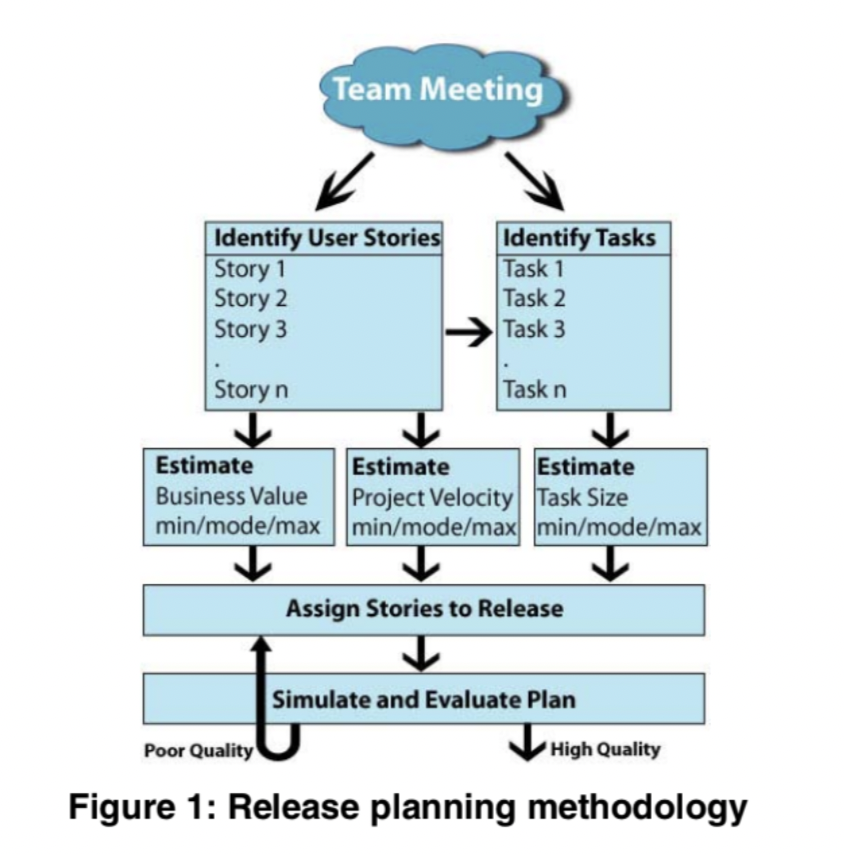 Team Meeting
Identify User Stories
Story 1
Story 2
Story 3
.
Story n
Identify Tasks
Task 1
Task 2
Task 3
.
Task n
Estimate
Business Value
min/mode/max
Estimate
Project Velocity
min/mode/max
Estimate
Task Size
min/mode/max
Assign Stories to Release
Simulate and Evaluate Plan
Poor Quality
High Quality
Figure 1: Release planning methodology